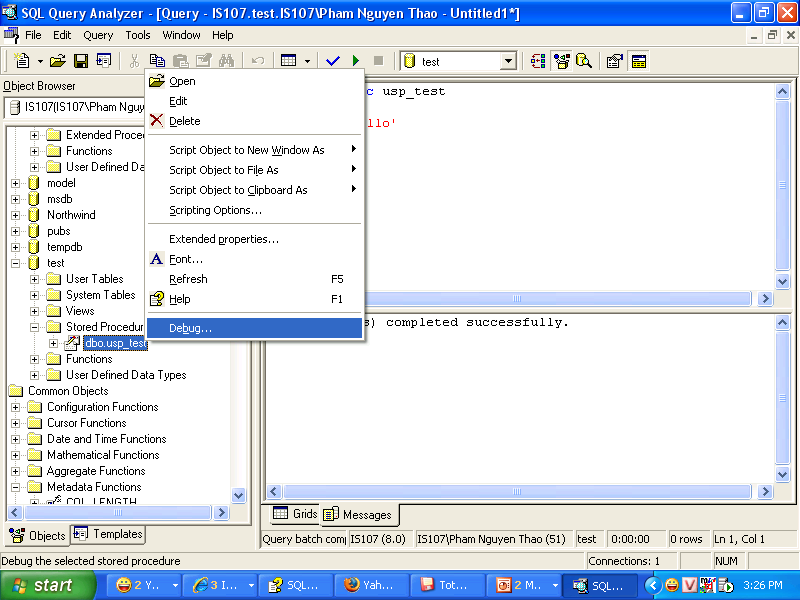 SQL Query Analyzer - [Query - IS107.test.IS107\Pham Nguyen Thao - Untitled1*]
File Edit Query Tools Window Help
test
Object Browser
IS107(IS107\Pham Nguy
Extended Proce
Functions
User Defined Da
model
msdb
Northwind
pubs
tempdb
test
User Tables
System Tables
Views
Stored Procedur
dbo.usp_test
Functions
User Defined Data Types
Common Objects
Configuration Functions
Cursor Functions
Date and Time Functions
Mathematical Functions
Aggregate Functions
Metadata Functions
COL_LENGTH
Objects Templates
Open
Edit
Delete
Script Object to New Window As
Script Object to File As
Script Object to Clipboard As
Scripting Options...
Extended properties...
Font...
Refresh F5
Help F1
Debug...
c usp_test
llo'
s) completed successfully.
Grids Messages
Query batch comp IS107 (8.0) IS107\Pham Nguyen Thao (51) test 0:00:00 0 rows Ln 1, Col 1
Debug the selected stored procedure Connections: 1 NUM
start 2 Y... 3 I... SQL... Yah... Tot... 2 M... SQL... 3:26 PM